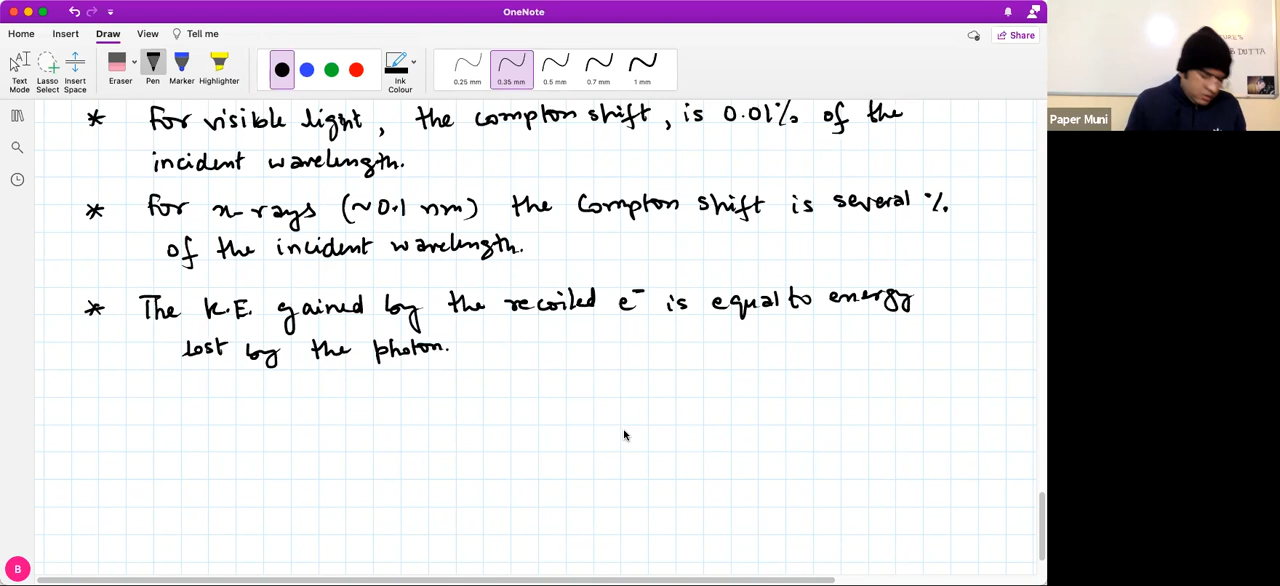 OneNote
Home Insert Draw View Tell me
Share
Text Mode
Lasso Select
Insert Space
Eraser
Pen
Marker
Highlighter
Ink Colour
0.25 mm
0.35 mm
0.5 mm
0.7 mm
1 mm
* For visible light, the compton shift, is 0.01% of the
incident wavelength.
* For x-rays (~0.1 nm) the Compton shift is several %
of the incident wavelength.
* The K.E. gained by the recoiled e⁻ is equal to energy
lost by the photon.
B
Paper Muni
DUTTA